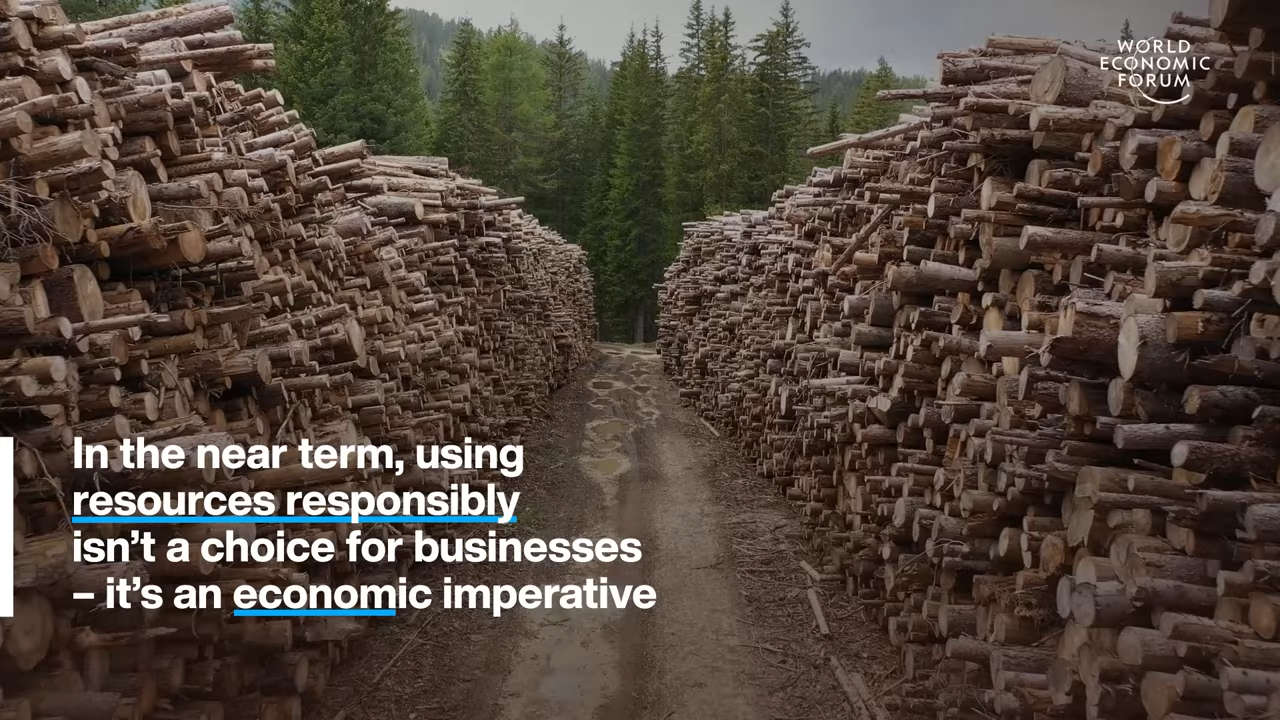 WORLD
ECONOMIC
FORUM
In the near term, using
resources responsibly
isn’t a choice for businesses
– it’s an economic imperative